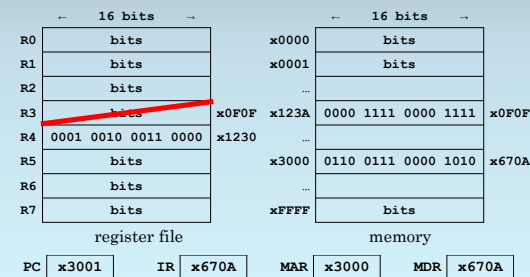 ← 16 bits → ← 16 bits →
R0 bits x0000 bits
R1 bits x0001 bits
R2 bits …
R3 bits x0F0F x123A 0000 1111 0000 1111 x0F0F
R4 0001 0010 0011 0000 x1230 …
R5 bits x3000 0110 0111 0000 1010 x670A
R6 bits …
R7 bits xFFFF bits
register file memory
PC x3001 IR x670A MAR x3000 MDR x670A